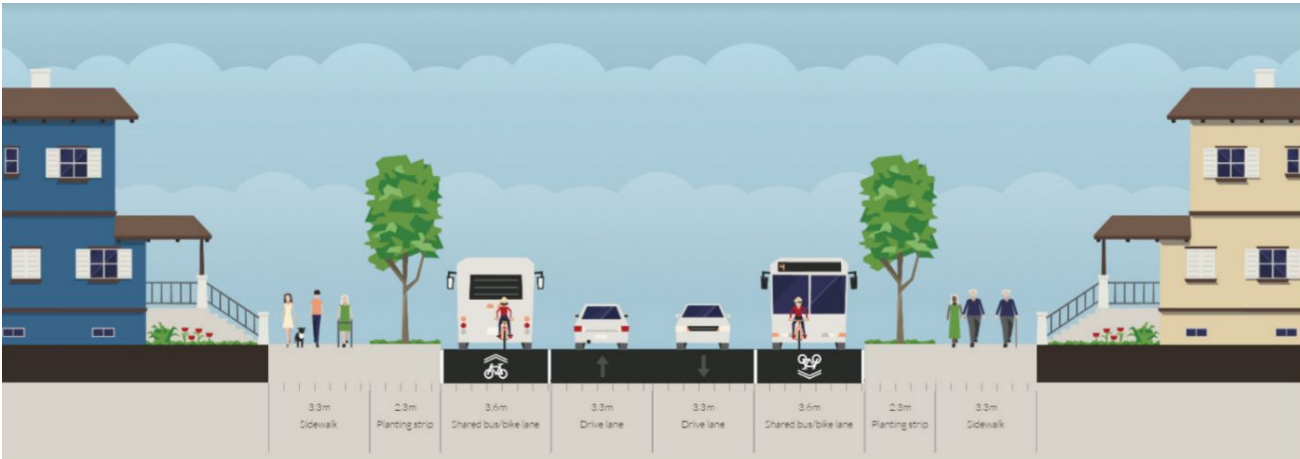 3.3m
Sidewalk
2.3m
Planting strip
3.6m
Shared bus/bike lane
3.3m
Drive lane
3.3m
Drive lane
3.6m
Shared bus/bike lane
2.3m
Planting strip
3.3m
Sidewalk